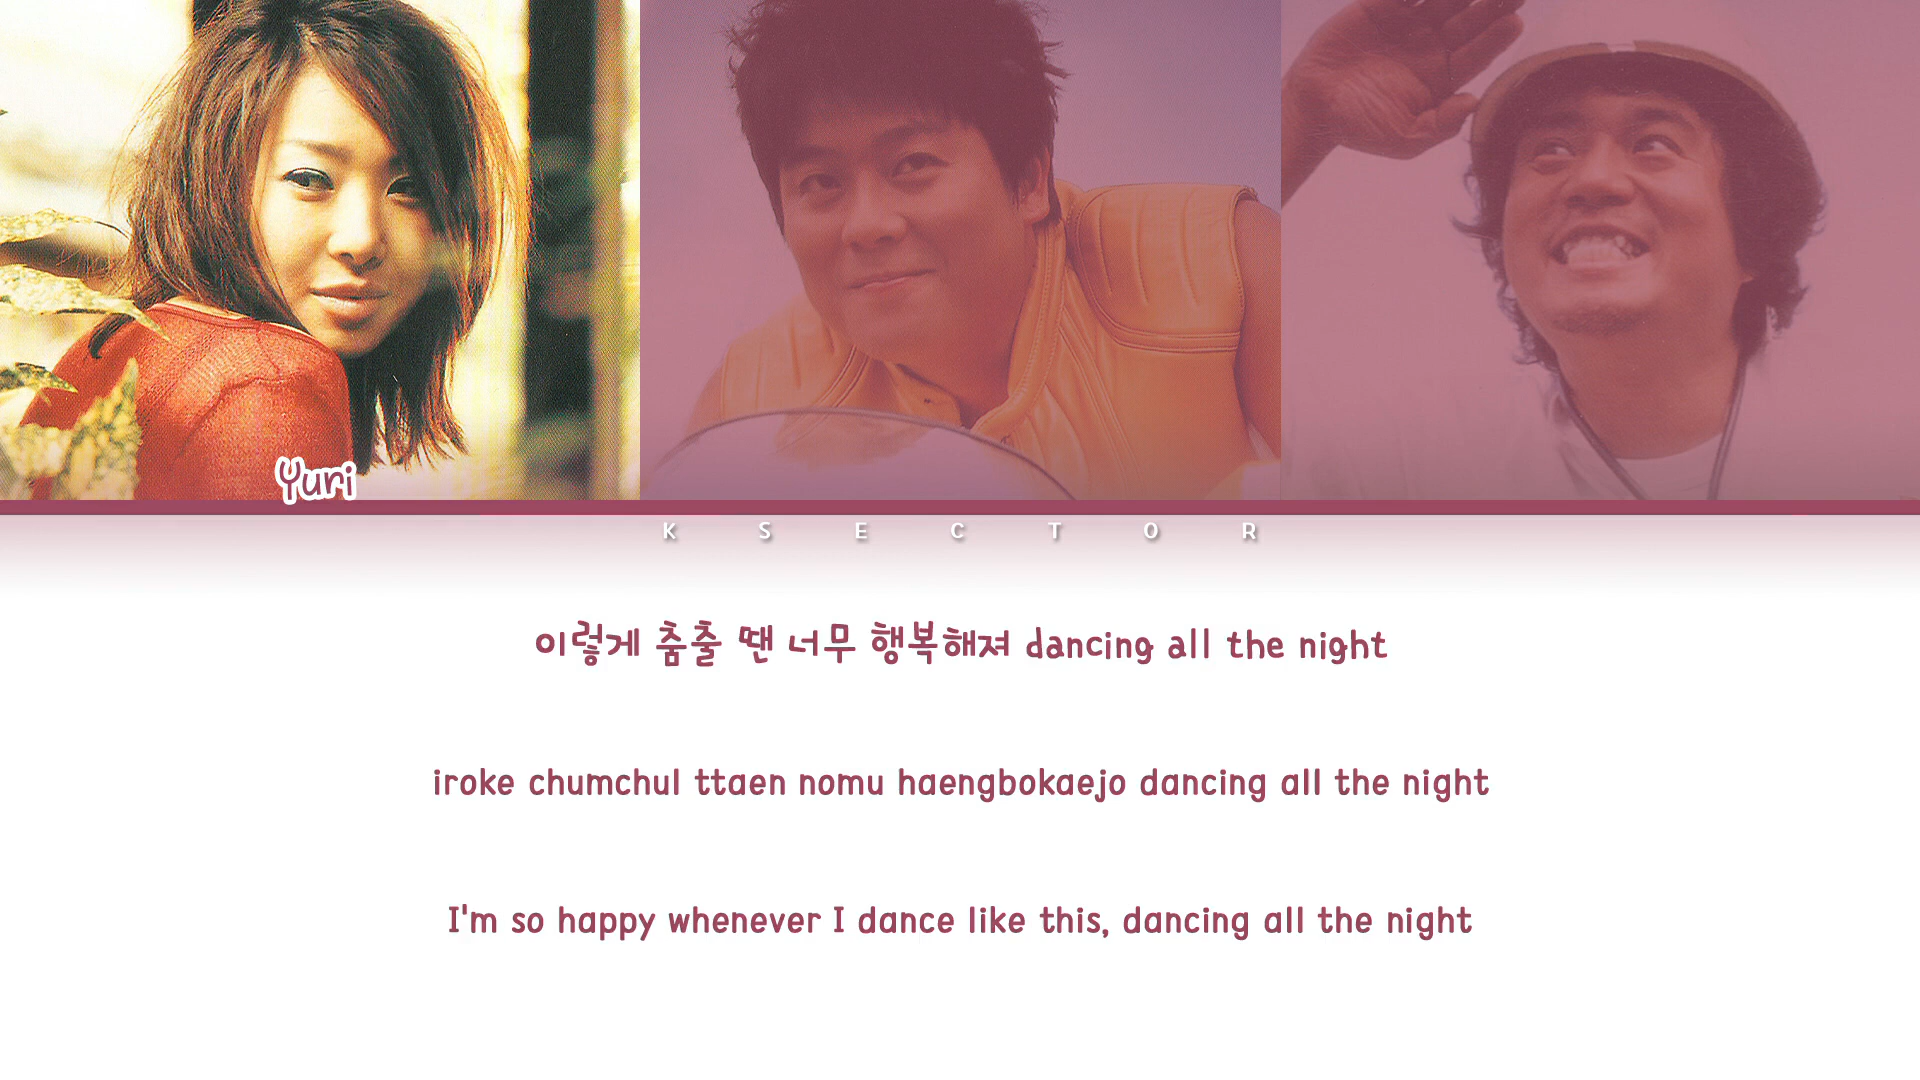 Yuri
K S E C T O R
이렇게 춤출 땐 너무 행복해져 dancing all the night
iroke chumchul ttaen nomu haengbokaejo dancing all the night
I'm so happy whenever I dance like this, dancing all the night